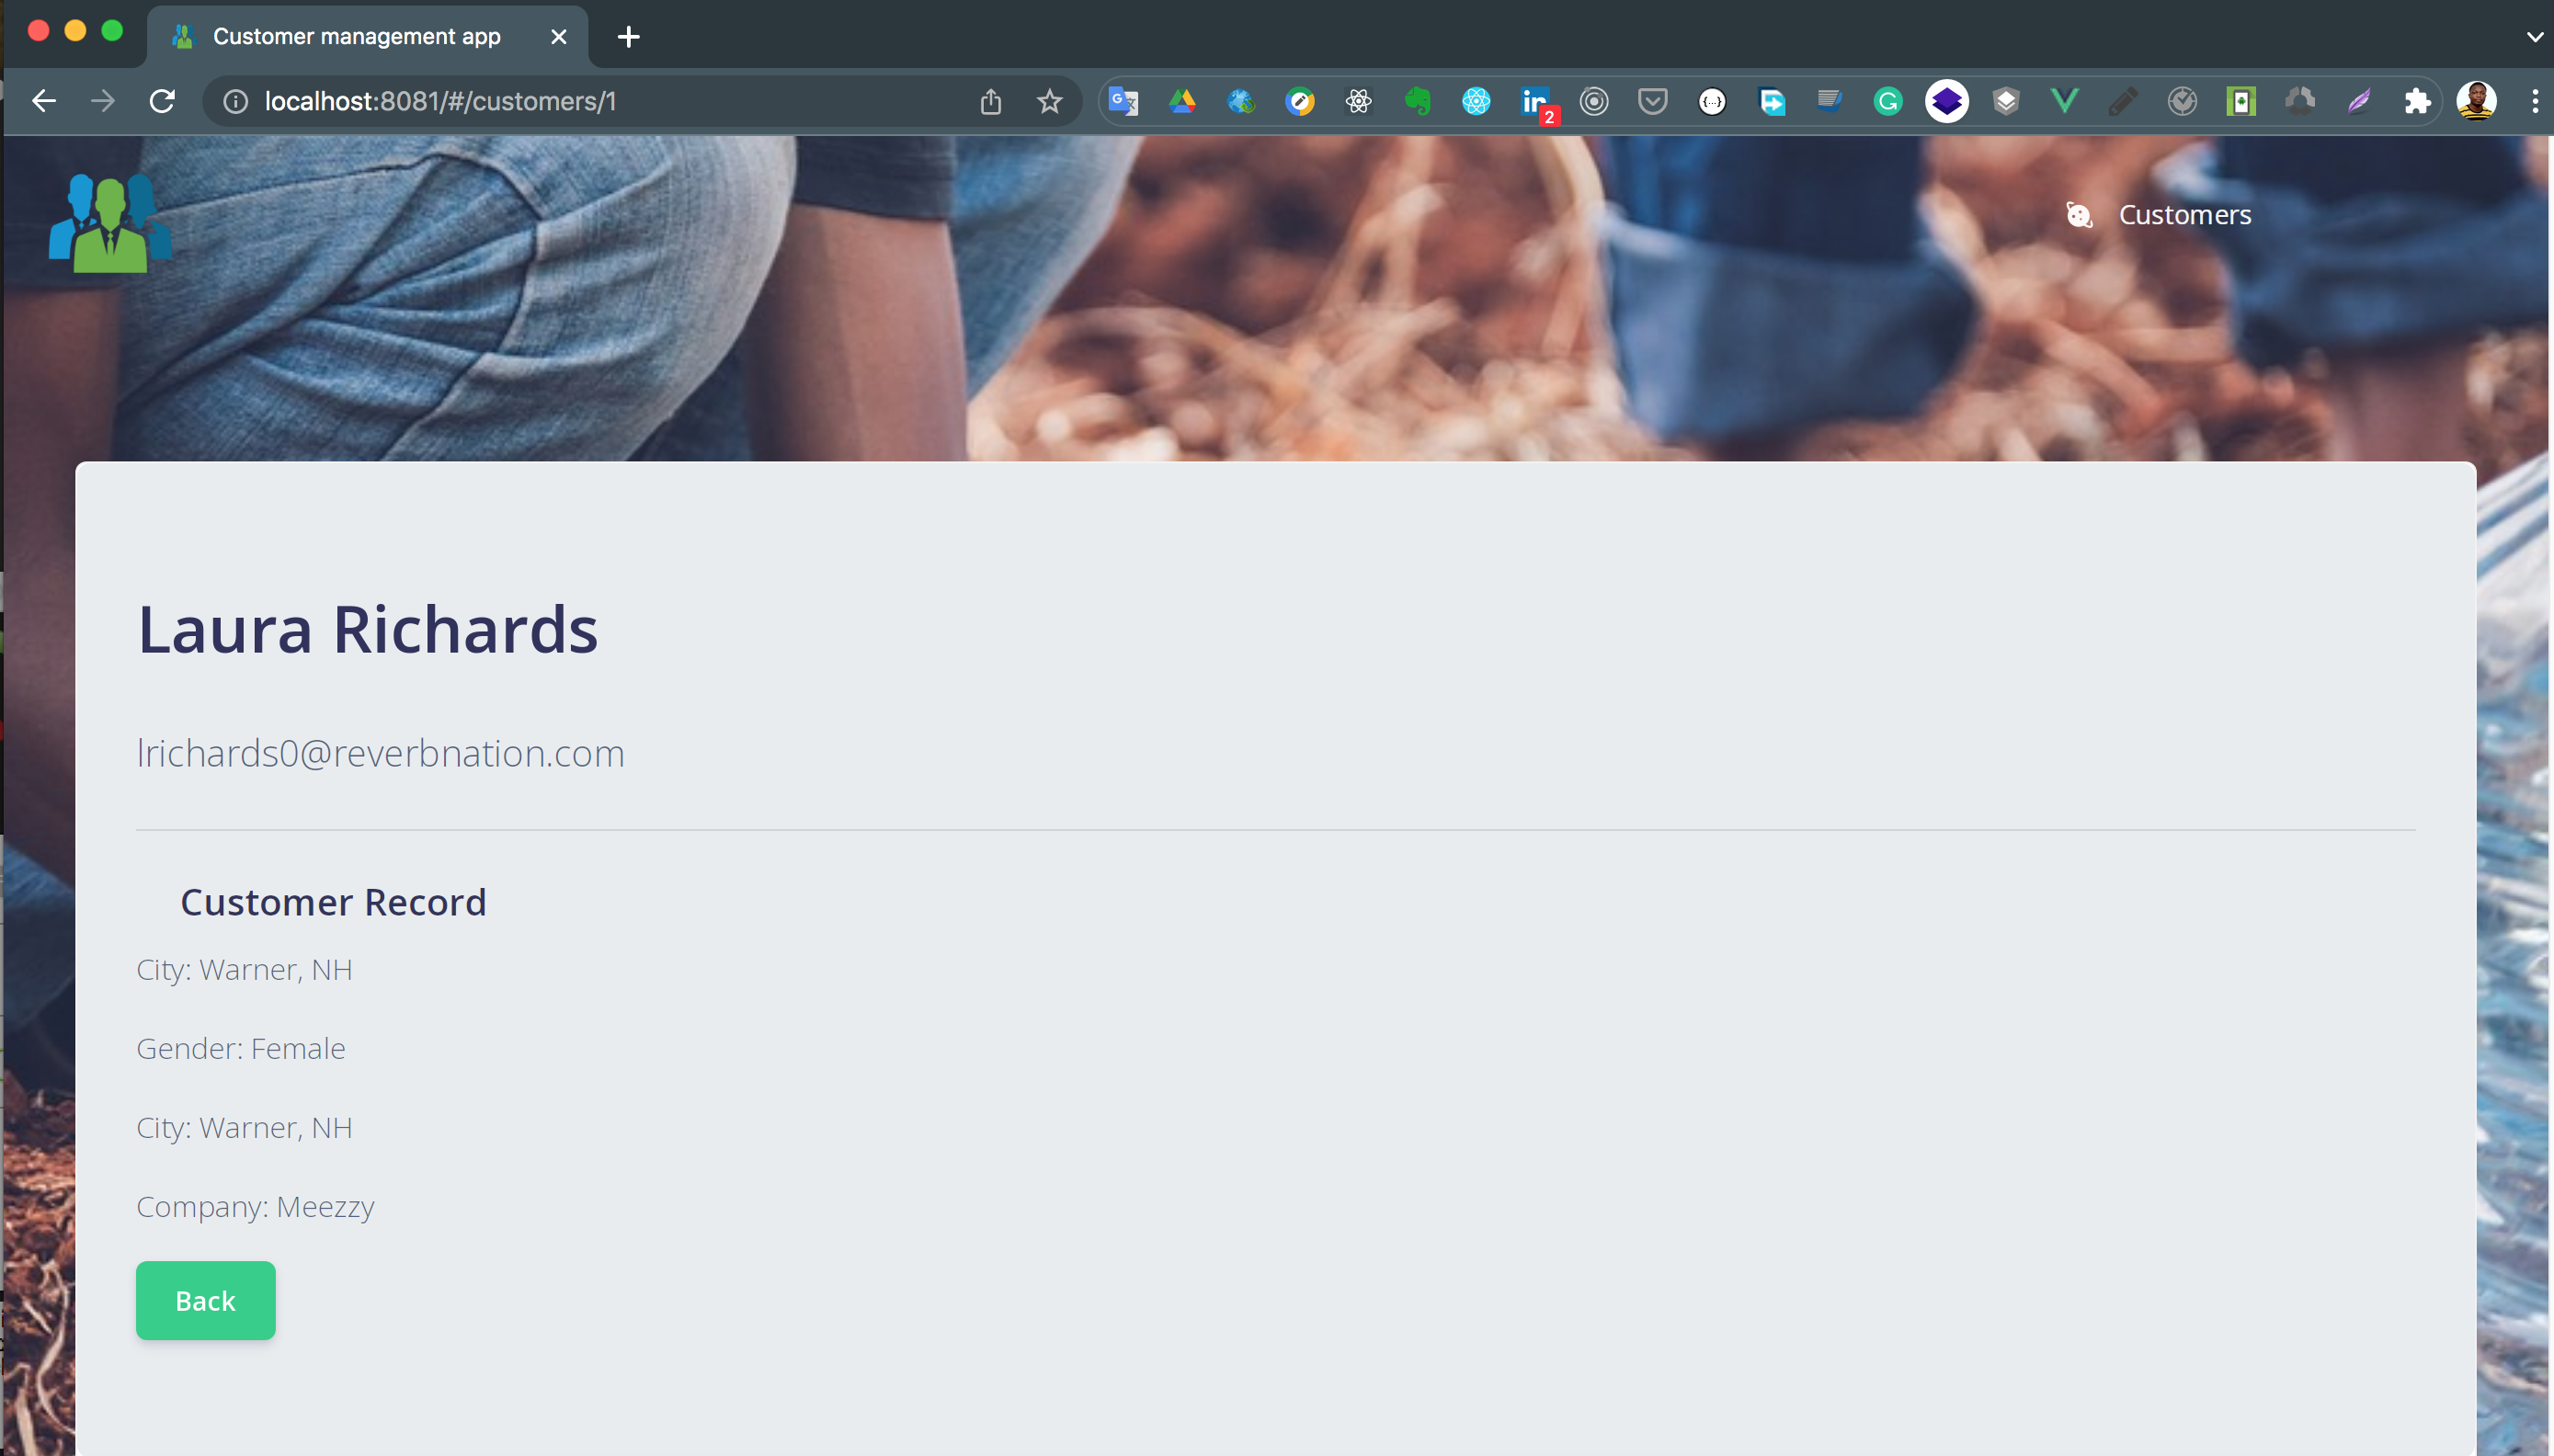 Customer management app
localhost:8081/#/customers/1
2
Customers
Laura Richards
lrichards0@reverbnation.com
Customer Record
City: Warner, NH
Gender: Female
City: Warner, NH
Company: Meezzy
Back